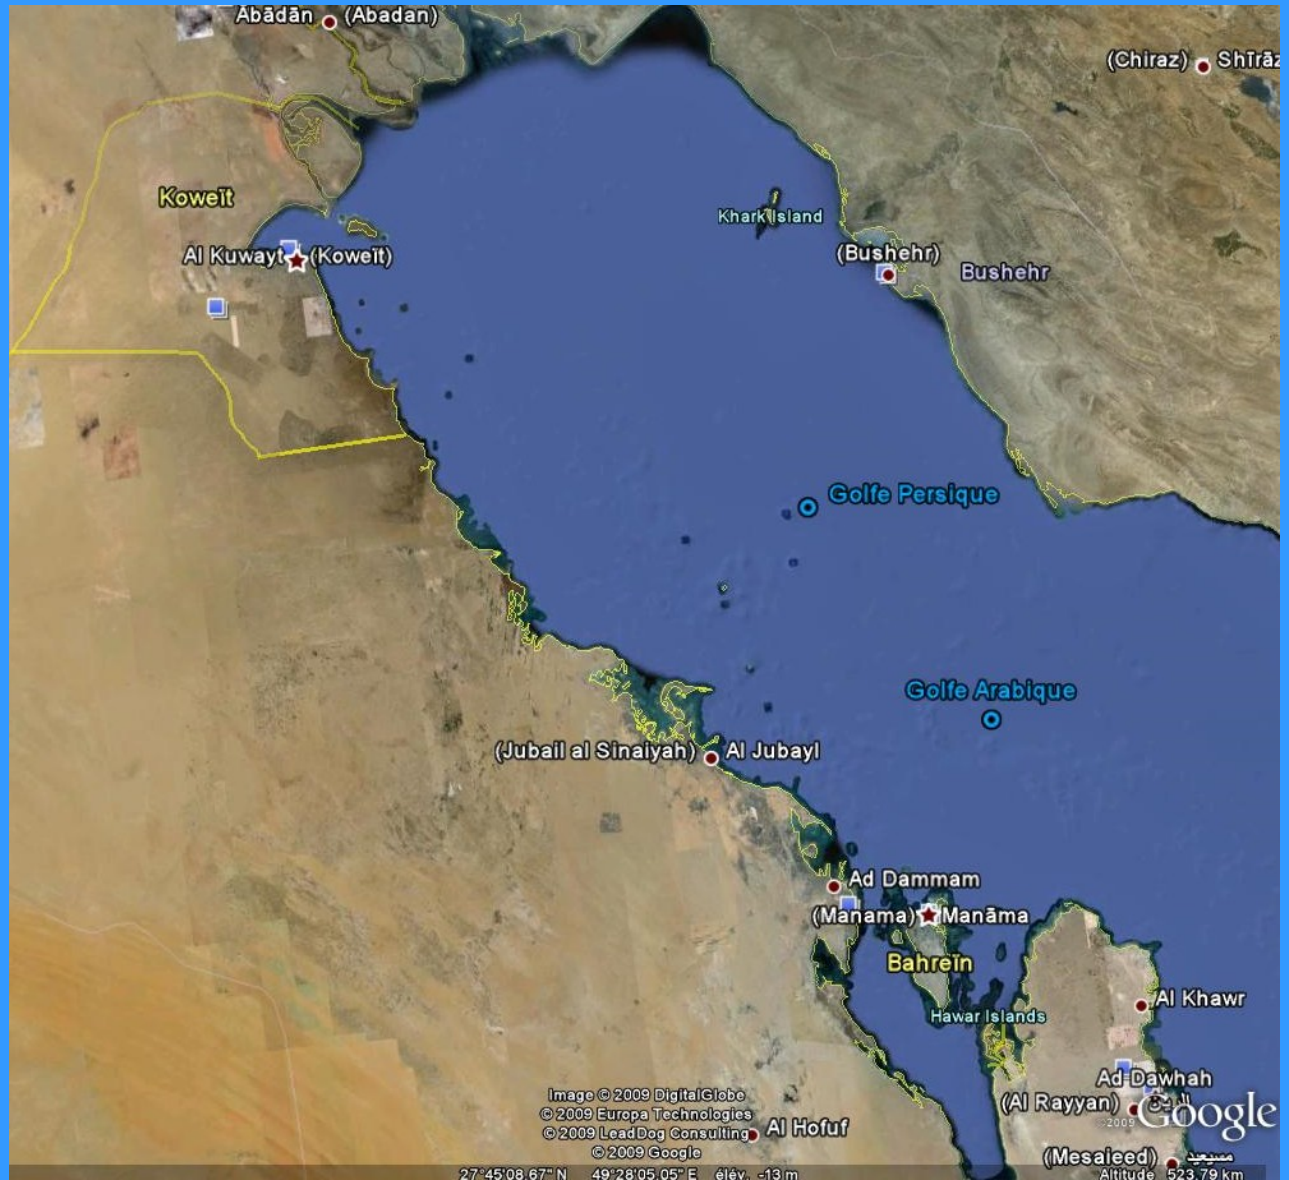 Ābādān (Abadan)
(Chiraz) Shīrāz
Koweït
Khark Island
Al Kuwayt (Koweït)
(Bushehr)
Bushehr
Golfe Persique
Golfe Arabique
(Jubail al Sinaiyah) Al Jubayl
Ad Dammam
(Manama) Manāma
Bahreïn
Al Khawr
Hawar Islands
Ad Dawhah
(Al Rayyan)
Google
©2009
Image © 2009 DigitalGlobe
© 2009 Europa Technologies
© 2009 LeadDog Consulting
© 2009 Google
Al Hofuf
(Mesaieed) مسيعيد
27°45'08.67" N 49°28'05.05" E élév. -13 m
Altitude 523.79 km